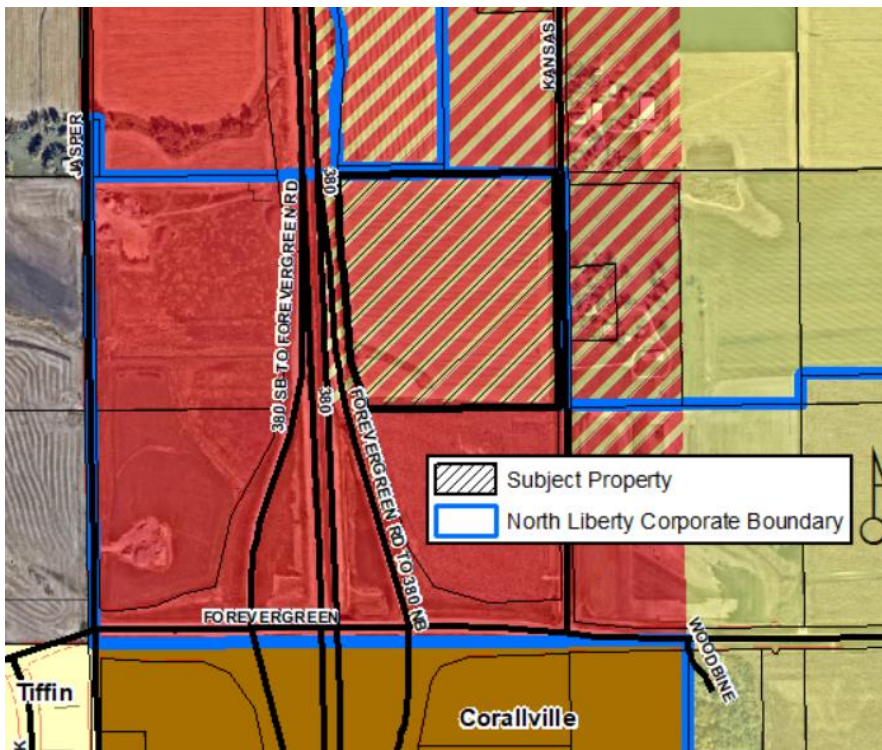 KANSAS
JASPER
380
380 SB TO FOREVERGREEN RD
380
FOREVERGREEN RD TO 380 NB
Subject Property
North Liberty Corporate Boundary
FOREVERGREEN
WOODBINE
Tiffin
Corallville
K